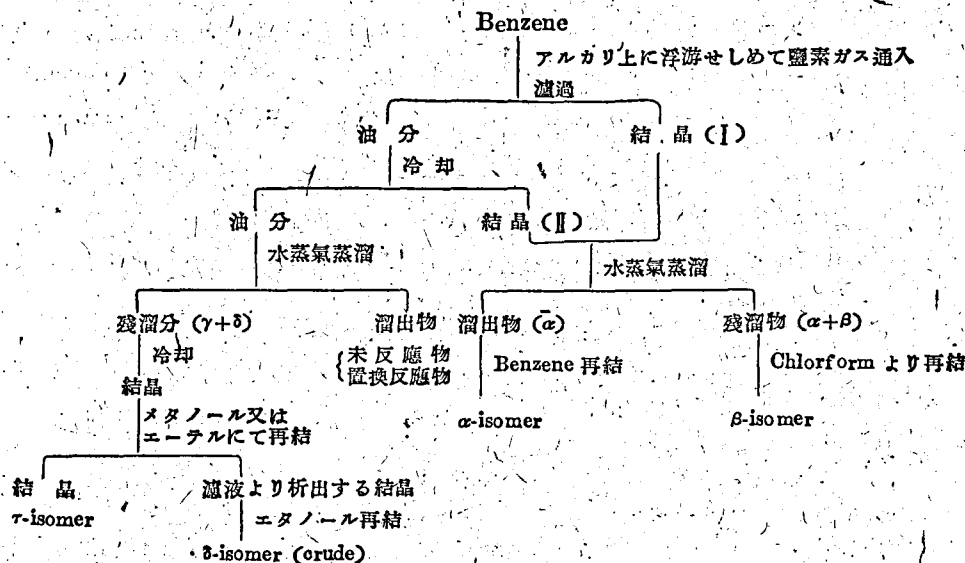 Benzene
アルカリ上に浮游せしめて鹽素ガス通入
濾過
油 分
結 晶 (Ⅰ)
冷 却
油 分
結 晶 (Ⅱ)
水蒸氣蒸溜
水蒸氣蒸溜
殘溜分 (γ+δ)
溜出物
溜出物 (α)
殘溜物 (α+β)
冷却
未 反 應 物
置換反應物
Benzene 再結
Chlorform より再結
結晶
メタノール又は
エーテルにて再結
α-isomer
β-isomer
結 晶
濾液より析出する結晶
τ-isomer
エタノール再結
δ-isomer (crude)